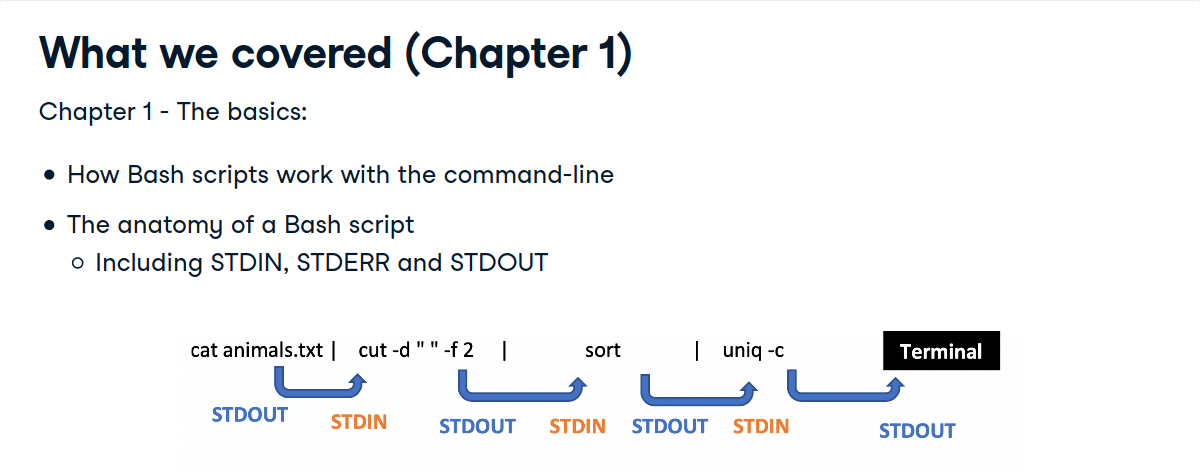 What we covered (Chapter 1)
Chapter 1 - The basics:
How Bash scripts work with the command-line
The anatomy of a Bash script
Including STDIN, STDERR and STDOUT
cat animals.txt | cut -d " " -f 2 | sort | uniq -c Terminal
STDOUT STDIN STDOUT STDIN STDOUT STDIN STDOUT